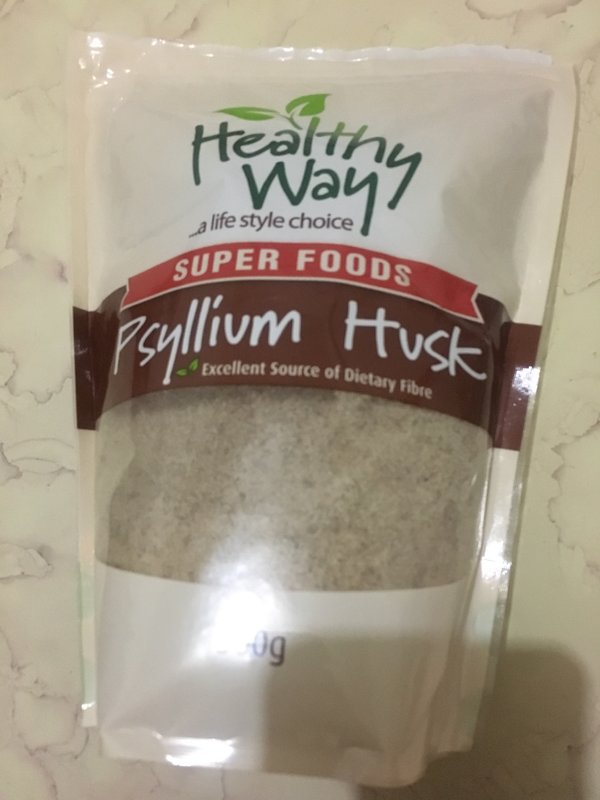 Healthy
Way
...a life style choice
SUPER FOODS
Psyllium Husk
Excellent Source of Dietary Fibre